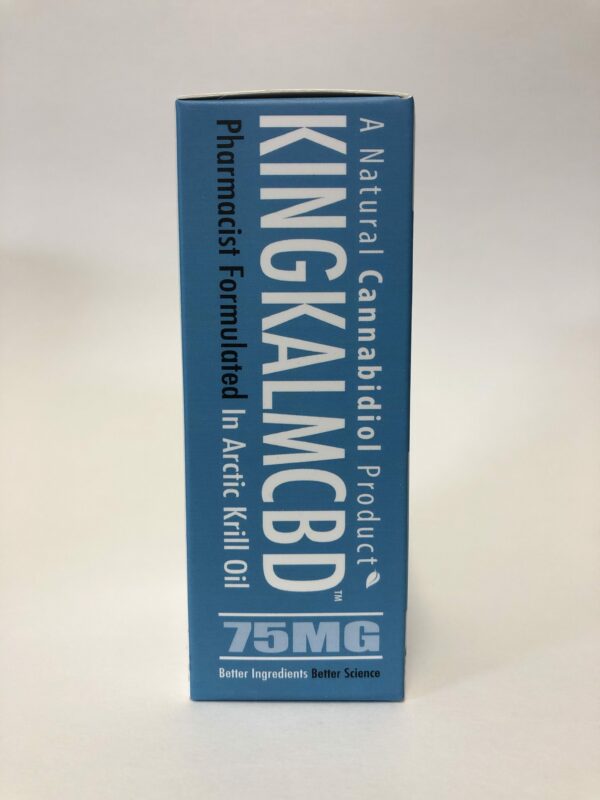 A Natural Cannabidiol Product
KINGKALMCBD™
Pharmacist Formulated In Arctic Krill Oil
75MG
Better Ingredients Better Science